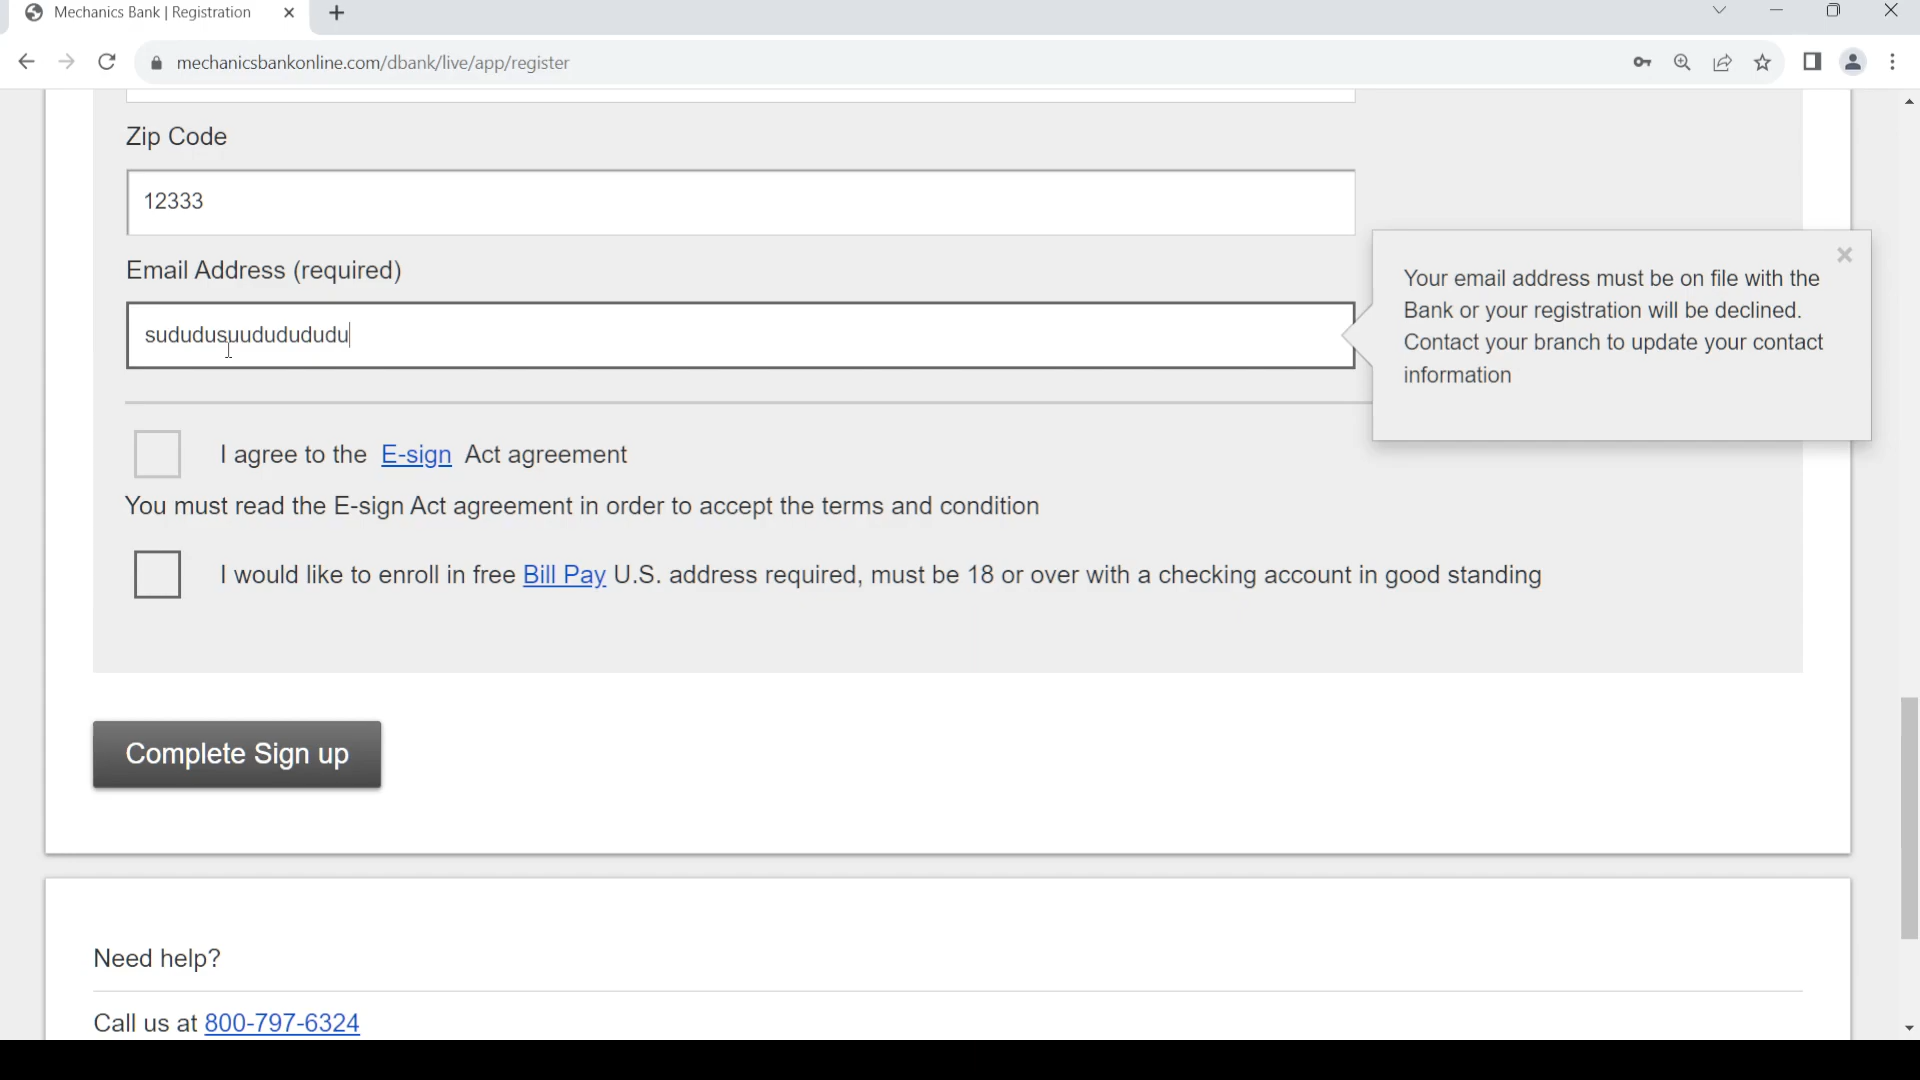 Mechanics Bank | Registration
mechanicsbankonline.com/dbank/live/app/register
Zip Code
12333
Email Address (required)
sududusuudududu​du
Your email address must be on file with the
Bank or your registration will be declined.
Contact your branch to update your contact
information
I agree to the E-sign Act agreement
You must read the E-sign Act agreement in order to accept the terms and condition
I would like to enroll in free Bill Pay U.S. address required, must be 18 or over with a checking account in good standing
Complete Sign up
Need help?
Call us at 800-797-6324